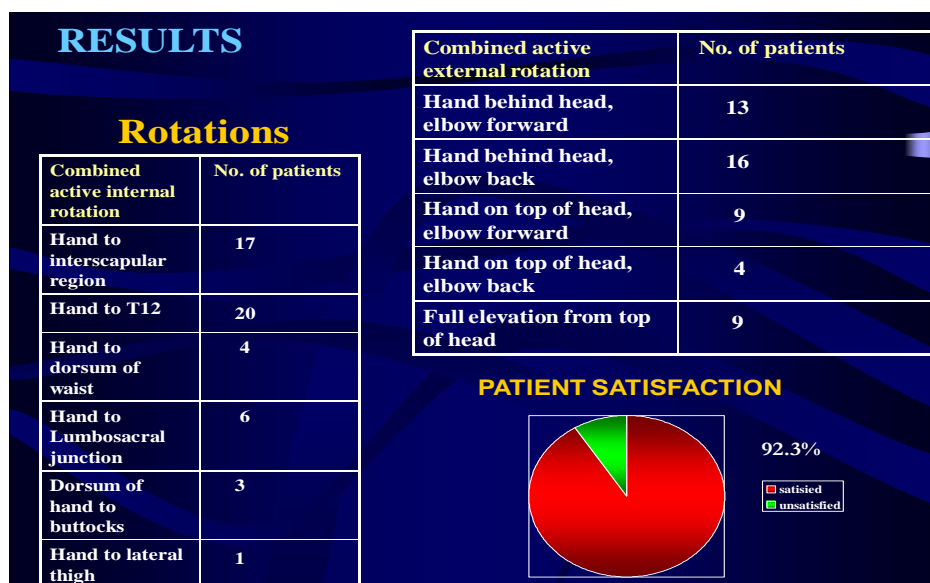 RESULTS
Rotations
Combined
active internal
rotation
No. of patients
Hand to
interscapular
region
17
Hand to T12
20
Hand to
dorsum of
waist
4
Hand to
Lumbosacral
junction
6
Dorsum of
hand to
buttocks
3
Hand to lateral
thigh
1
Combined active
external rotation
No. of patients
Hand behind head,
elbow forward
13
Hand behind head,
elbow back
16
Hand on top of head,
elbow forward
9
Hand on top of head,
elbow back
4
Full elevation from top
of head
9
PATIENT SATISFACTION
92.3%
satisied
unsatisfied